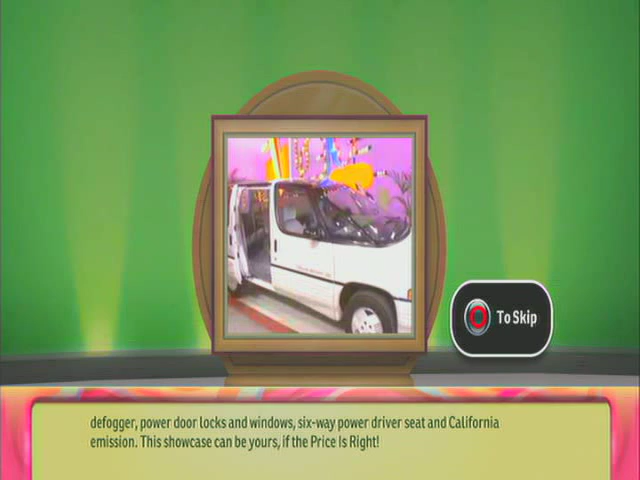 To Skip
defogger, power door locks and windows, six-way power driver seat and California
emission. This showcase can be yours, if the Price Is Right!